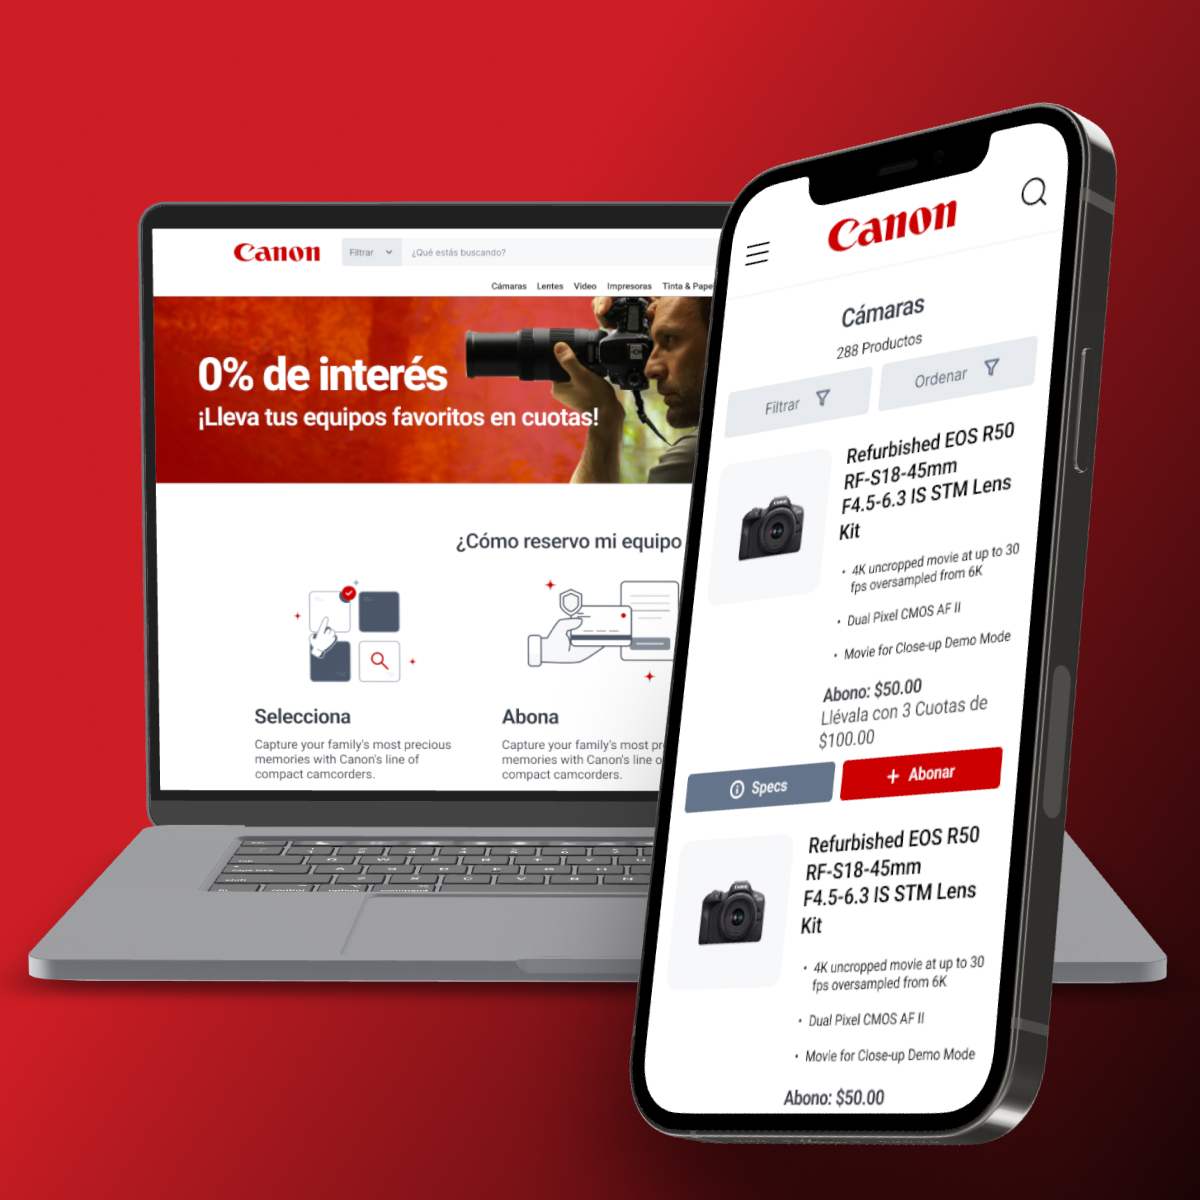 Canon
Filtrar
¿Qué estás buscando?
Cámaras Lentes Video Impresoras Tinta & Pape
0% de interés
¡Lleva tus equipos favoritos en cuotas!
¿Cómo reservo mi equipo
Selecciona
Capture your family's most precious
memories with Canon's line of
compact camcorders.
Abona
Capture your family's most pr
memories with Canon's line o
compact camcorders.
Canon
Cámaras
288 Productos
Filtrar
Ordenar
Refurbished EOS R50
RF-S18-45mm
F4.5-6.3 IS STM Lens
Kit
• 4K uncropped movie at up to 30
fps oversampled from 6K
• Dual Pixel CMOS AF II
• Movie for Close-up Demo Mode
Abono: $50.00
Llévala con 3 Cuotas de
$100.00
Specs
+ Abonar
Refurbished EOS R50
RF-S18-45mm
F4.5-6.3 IS STM Lens
Kit
• 4K uncropped movie at up to 30
fps oversampled from 6K
• Dual Pixel CMOS AF II
• Movie for Close-up Demo Mode
Abono: $50.00